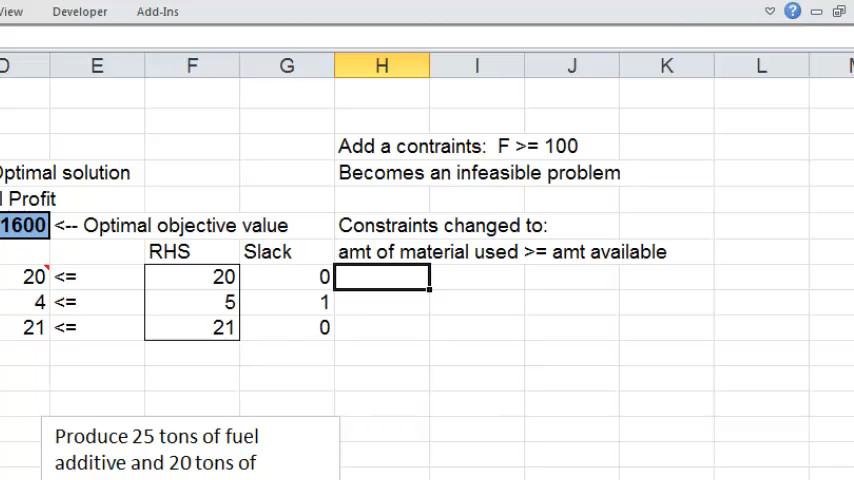 View Developer Add-Ins
D E F G H I J K L
Add a contraints: F >= 100
Optimal solution Becomes an infeasible problem
l Profit
1600 <-- Optimal objective value Constraints changed to:
RHS Slack amt of material used >= amt available
20 <= 20 0
4 <= 5 1
21 <= 21 0
Produce 25 tons of fuel
additive and 20 tons of